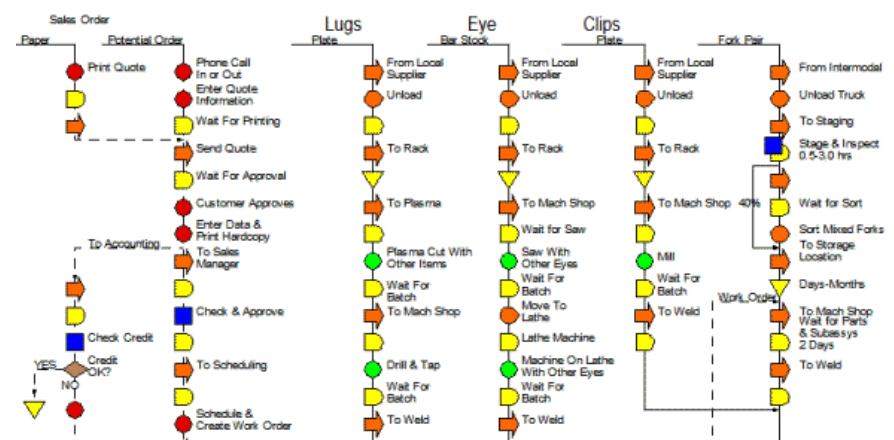 Sales Order
Paper
Potential Order
Lugs
Plate
Eye
Bar Stock
Clips
Plate
Fork Pair
Print Quote
Phone Call
In or Out
Enter Quote
Information
Wait For Printing
Send Quote
Wait For Approval
Customer Approves
Enter Data &
Print Hardcopy
To Accounting
To Sales
Manager
Check & Approve
Check Credit
YES
Credit
OK?
NO
To Scheduling
Schedule &
Create Work Order
From Local
Supplier
Unload
To Rack
To Plasma
Plasma Cut With
Other Items
Wait For
Batch
To Mach Shop
Drill & Tap
Wait For
Batch
To Weld
From Local
Supplier
Unload
To Rack
To Mach Shop
Wait for Saw
Saw With
Other Eyes
Wait For
Batch
Move To
Lathe
Lathe Machine
Machine On Lathe
With Other Eyes
Wait For
Batch
To Weld
From Local
Supplier
Unload
To Rack
To Mach Shop
Mill
Wait For
Batch
To Weld
From Intermodal
Unload Truck
To Staging
Stage & Inspect
0.5-3.0 hrs
40%
Wait for Sort
Sort Mixed Forks
To Storage
Location
Days-Months
Work Order
To Mach Shop
Wait for Parts
& Subassys
2 Days
To Weld